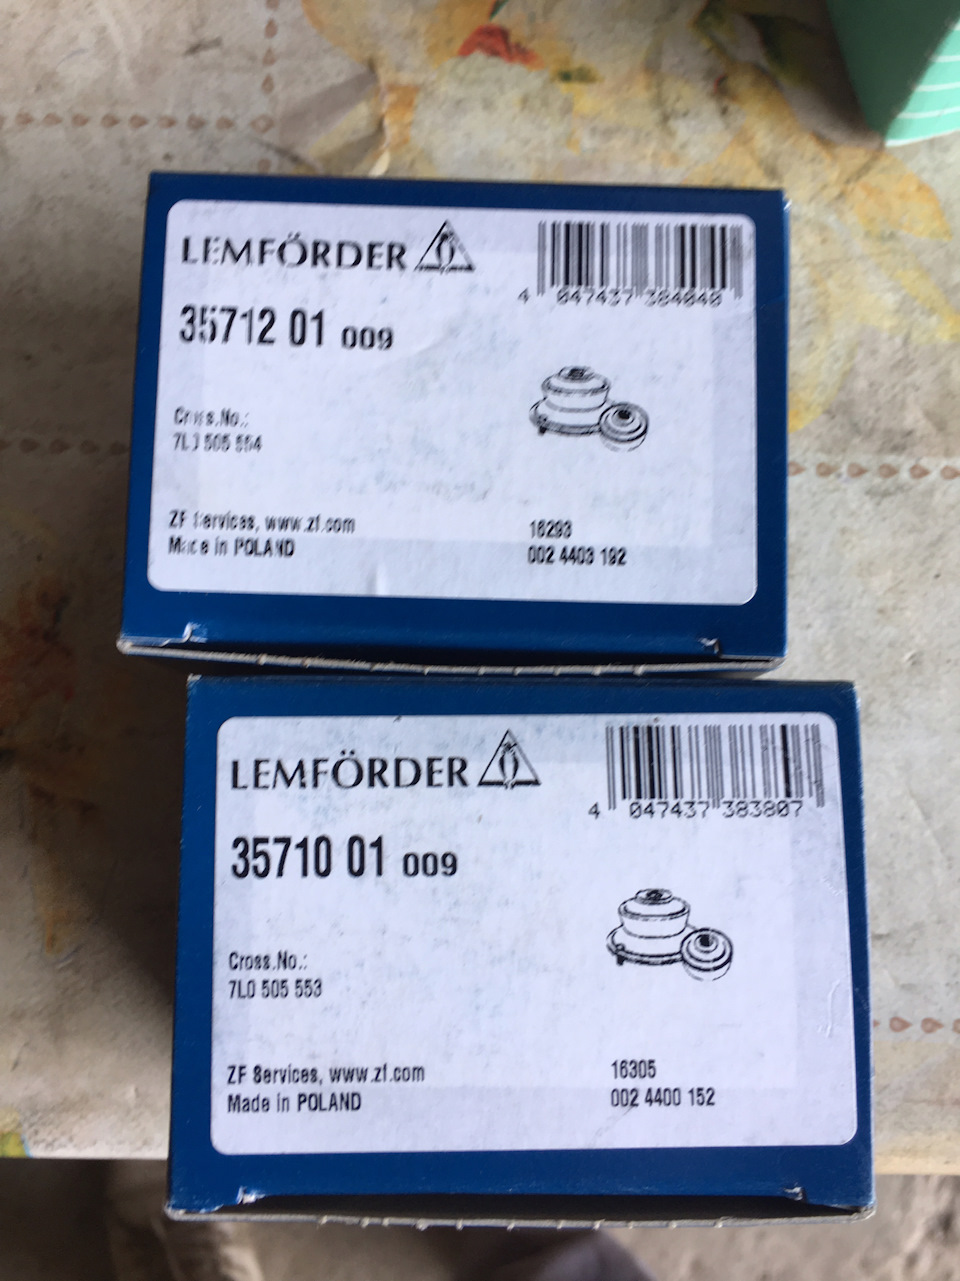 LEMFÖRDER
4 047437 384040
35712 01 009
Cross.No.:
7L0 505 554
ZF Services, www.zf.com
Made in POLAND
16293
002 4403 192
LEMFÖRDER
4 047437 383807
35710 01 009
Cross.No.:
7L0 505 553
ZF Services, www.zf.com
Made in POLAND
16305
002 4400 152